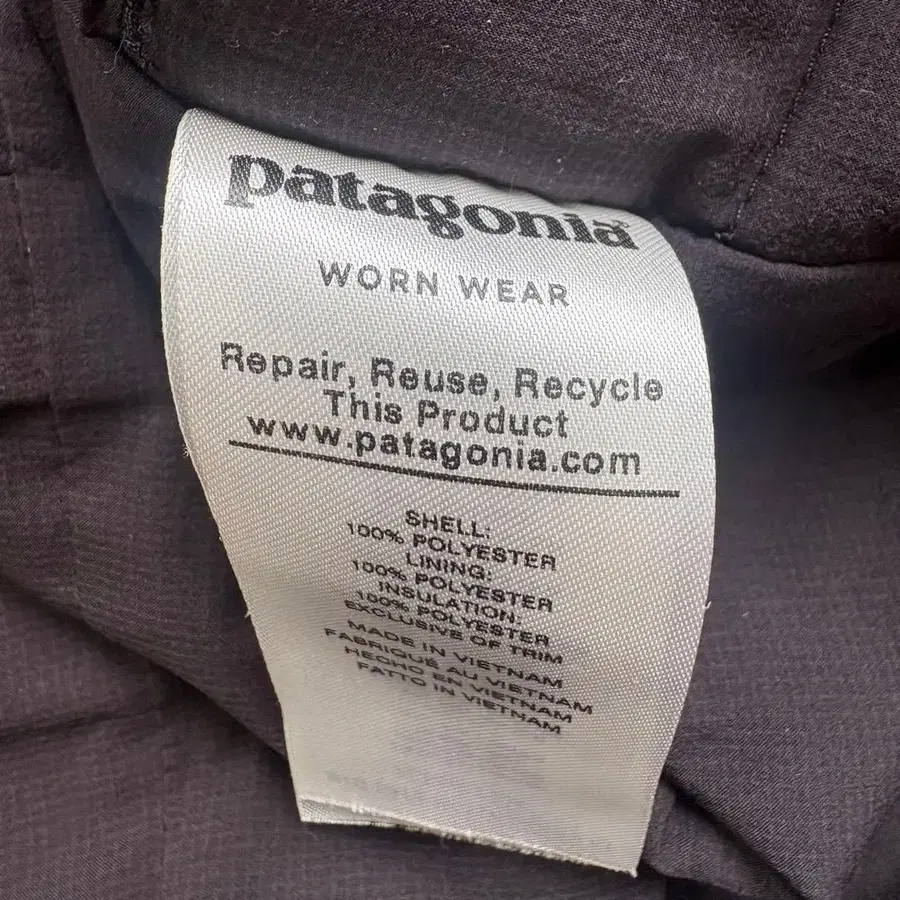 patagonia
WORN WEAR
Repair, Reuse, Recycle
This Product
www.patagonia.com
SHELL:
100% POLYESTER
LINING:
100% POLYESTER
INSULATION:
100% POLYESTER
EXCLUSIVE OF TRIM
MADE IN VIETNAM
FABRIQUÉ AU VIETNAM
HECHO EN VIETNAM
FATTO IN VIETNAM